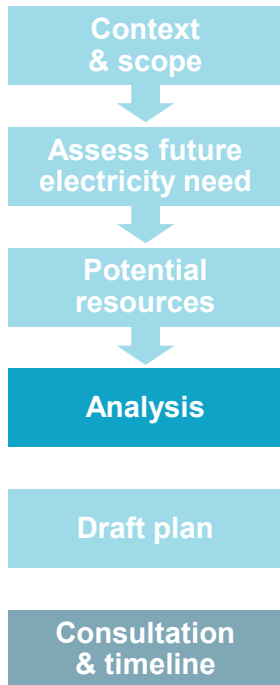 Context
& scope
Assess future
electricity need
Potential
resources
Analysis
Draft plan
Consultation
& timeline